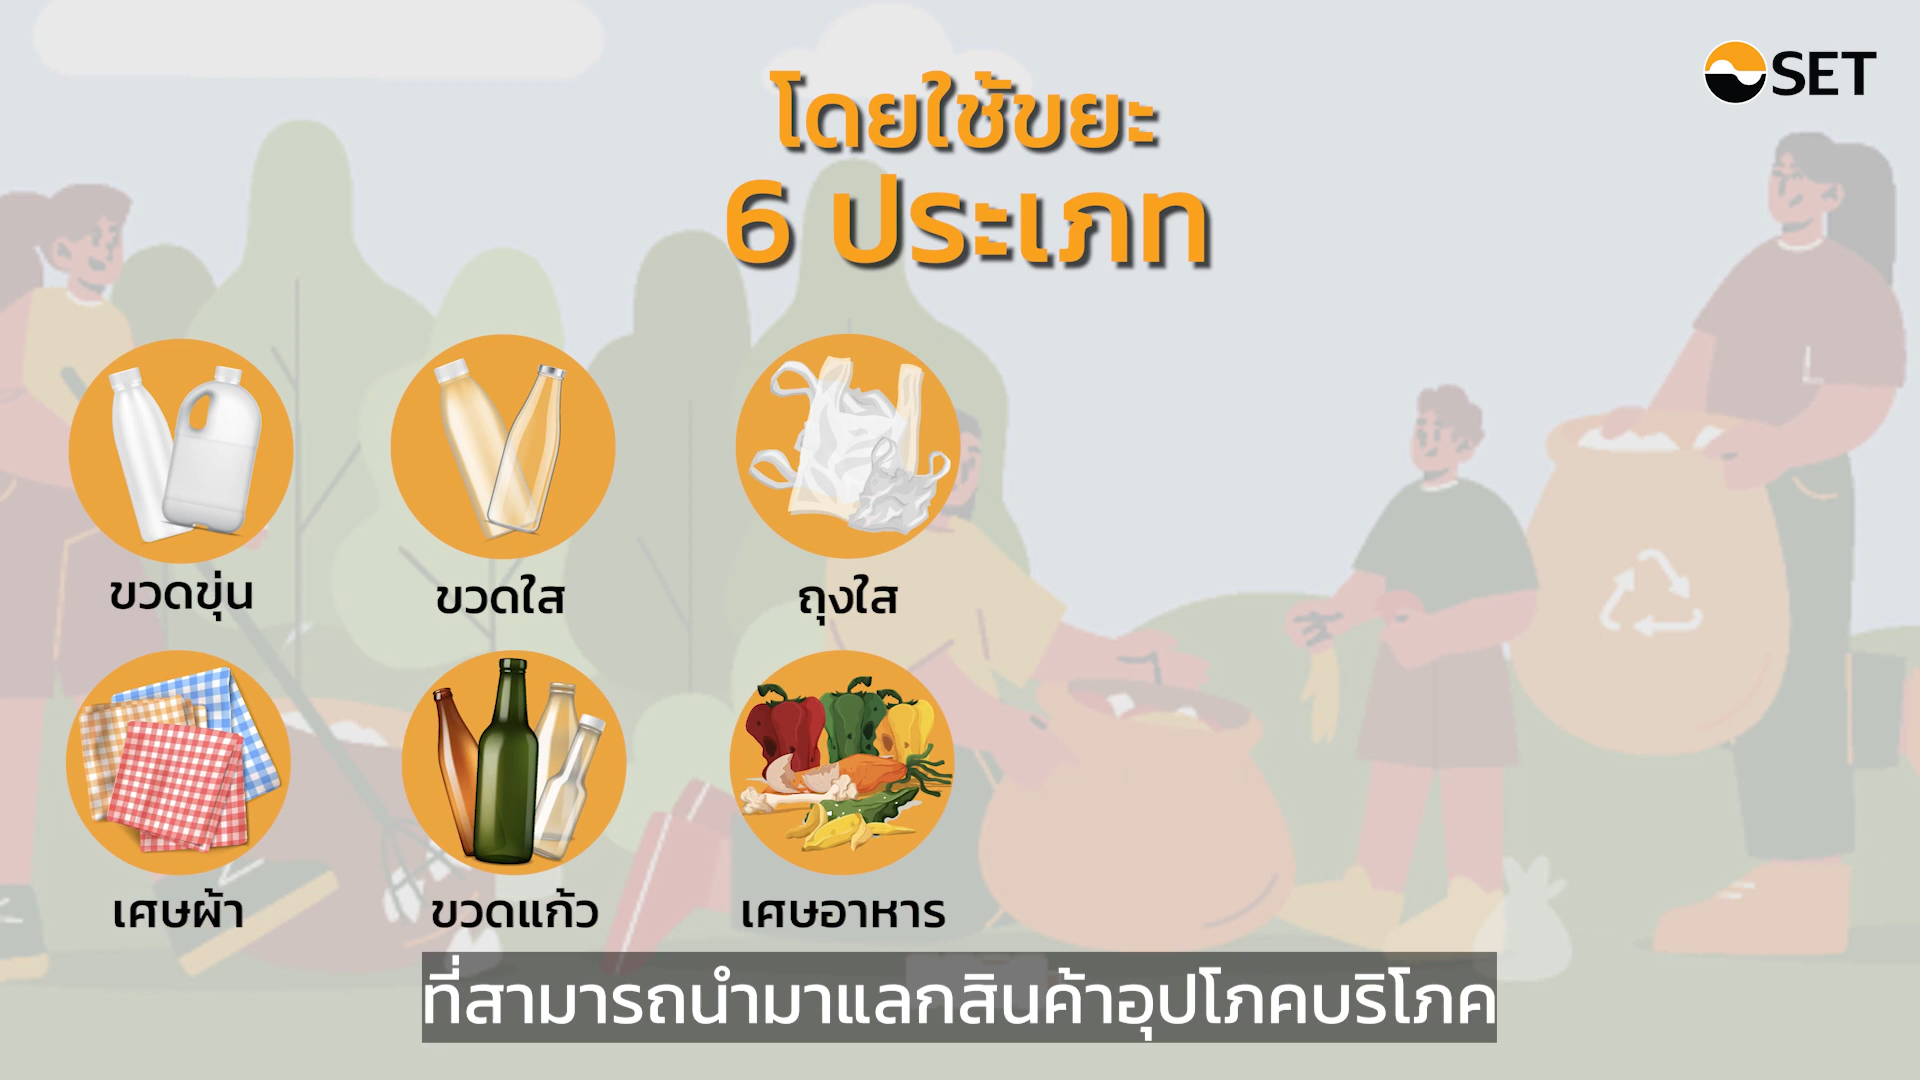 SET
โดยใช้ขยะ
6 ประเภท
ขวดขุ่น
ขวดใส
ถุงใส
เศษผ้า
ขวดแก้ว
เศษอาหาร
ที่สามารถนำมาแลกสินค้าอุปโภคบริโภค